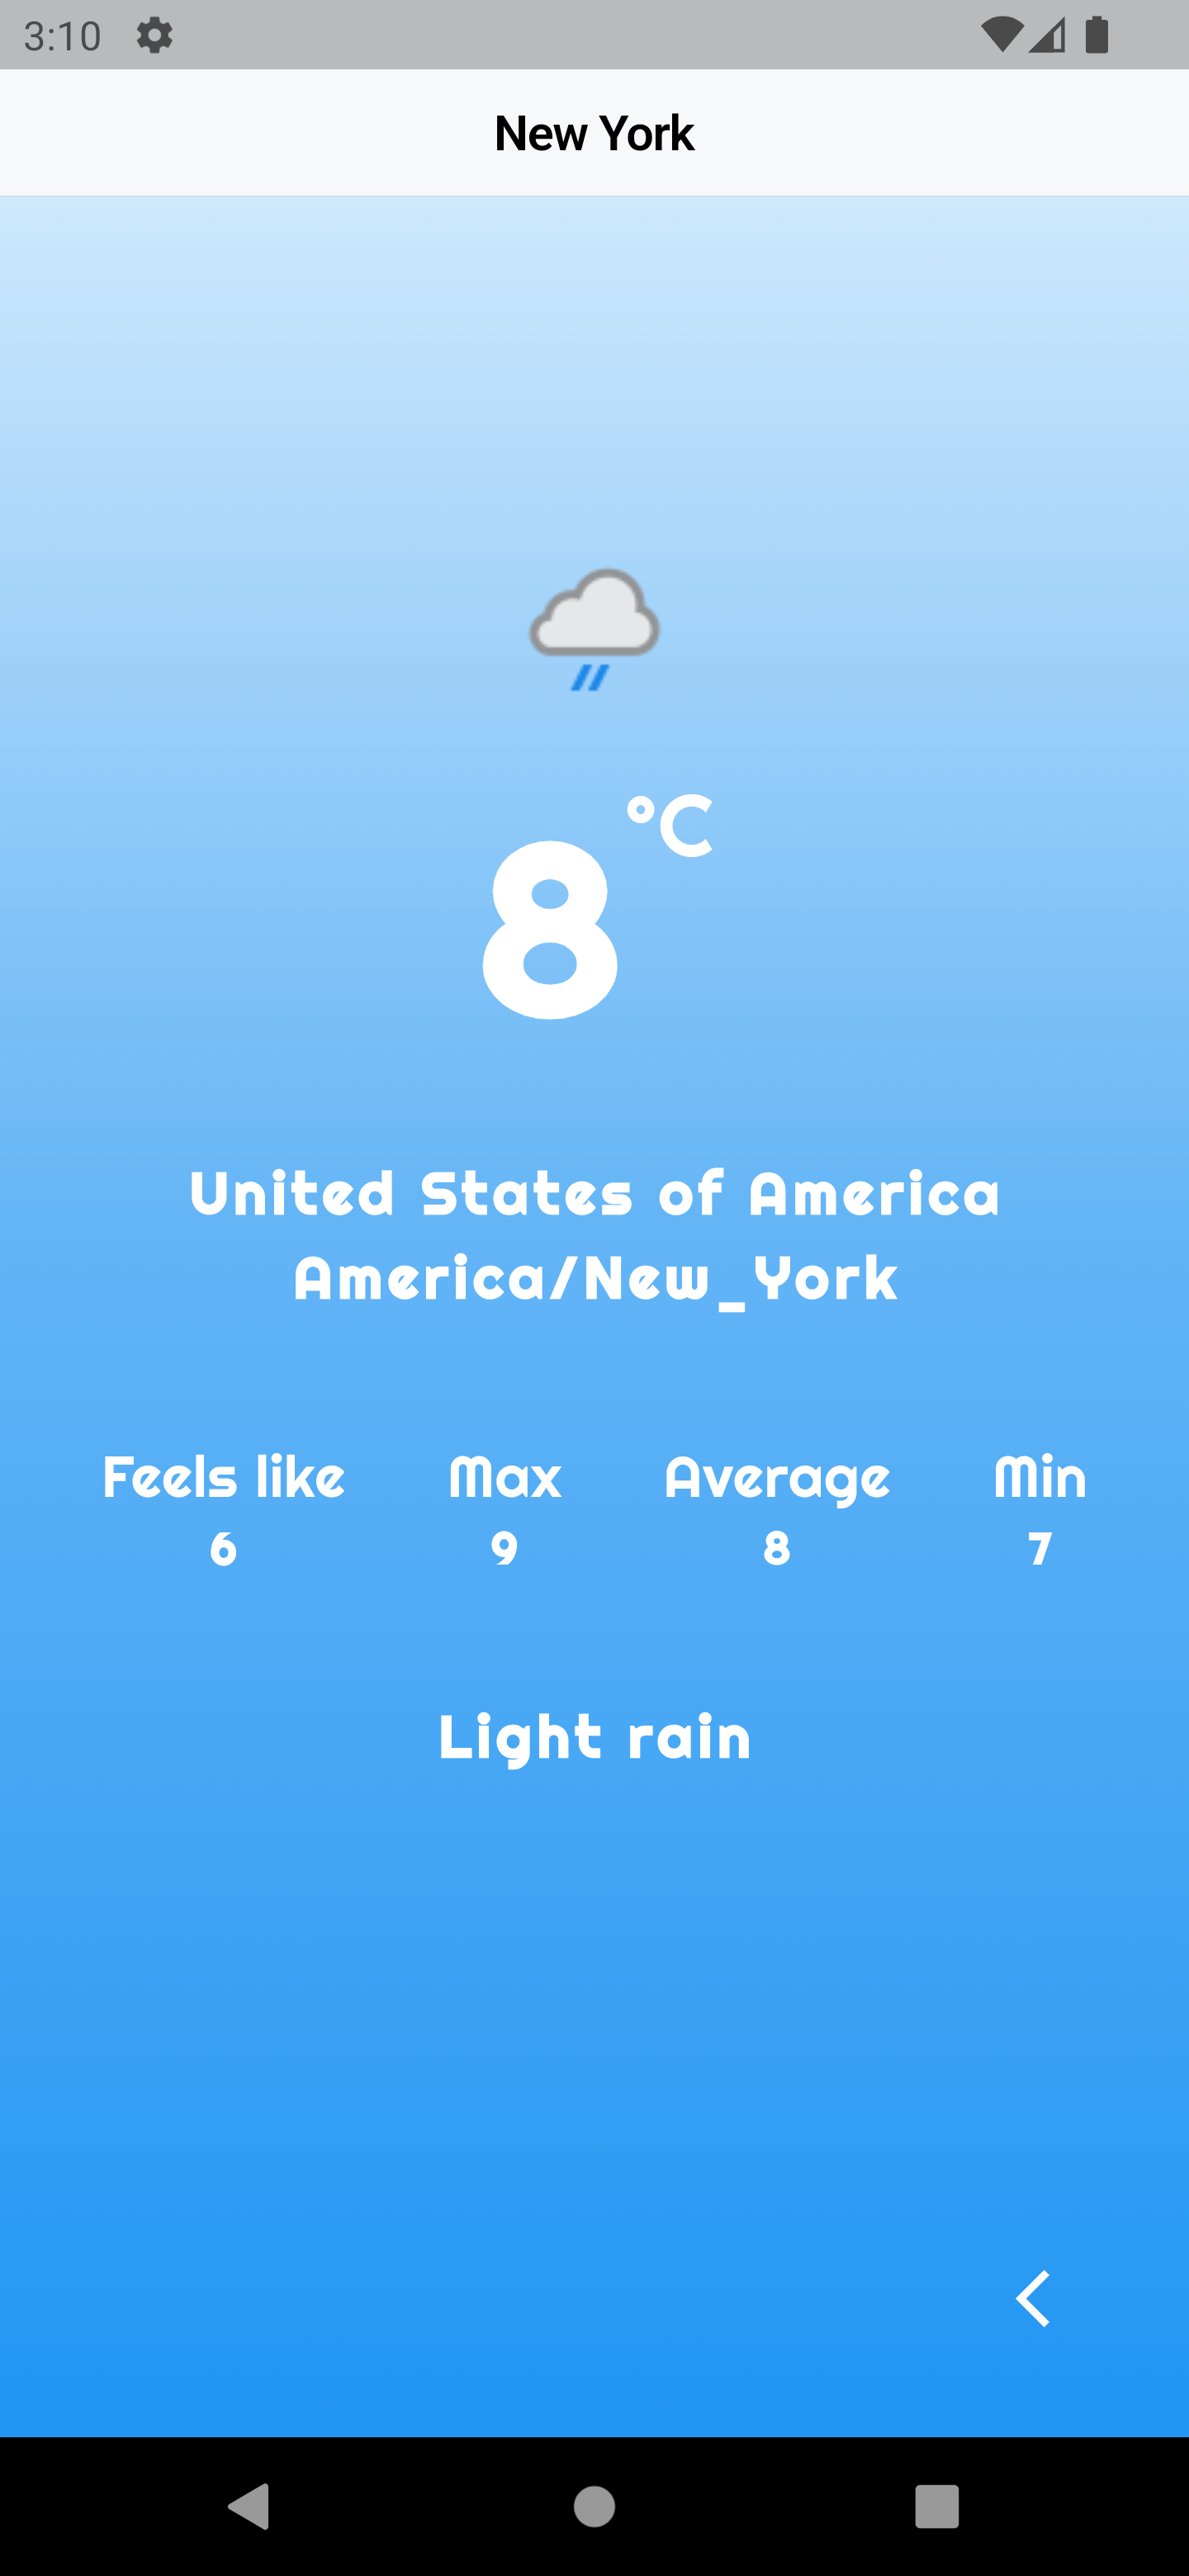 3:10
New York
8 °C
United States of America
America/New_York
Feels like Max Average Min
6 9 8 7
Light rain